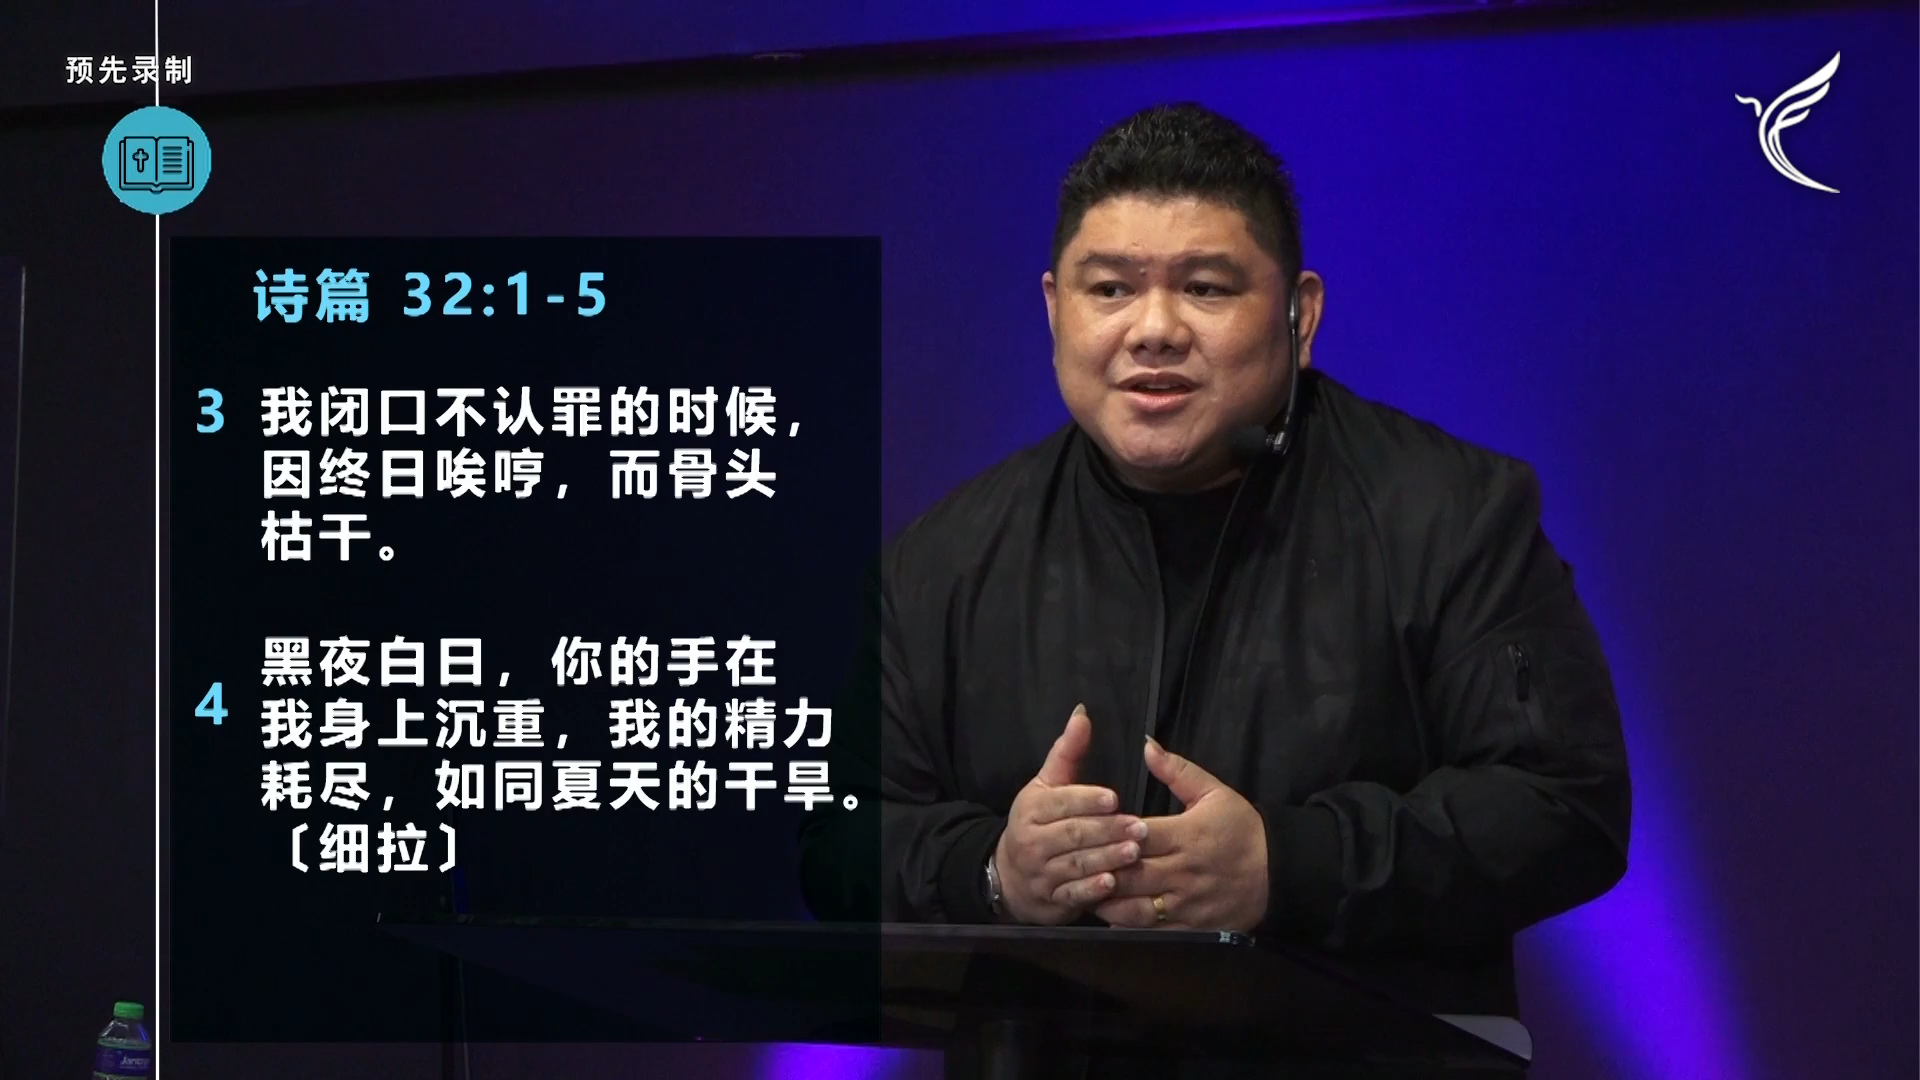 预先录制
诗篇 32:1-5
3 我闭口不认罪的时候，
因终日唉哼，而骨头
枯干。
黑夜白日，你的手在
4 我身上沉重，我的精力
耗尽，如同夏天的干旱。
〔细拉〕